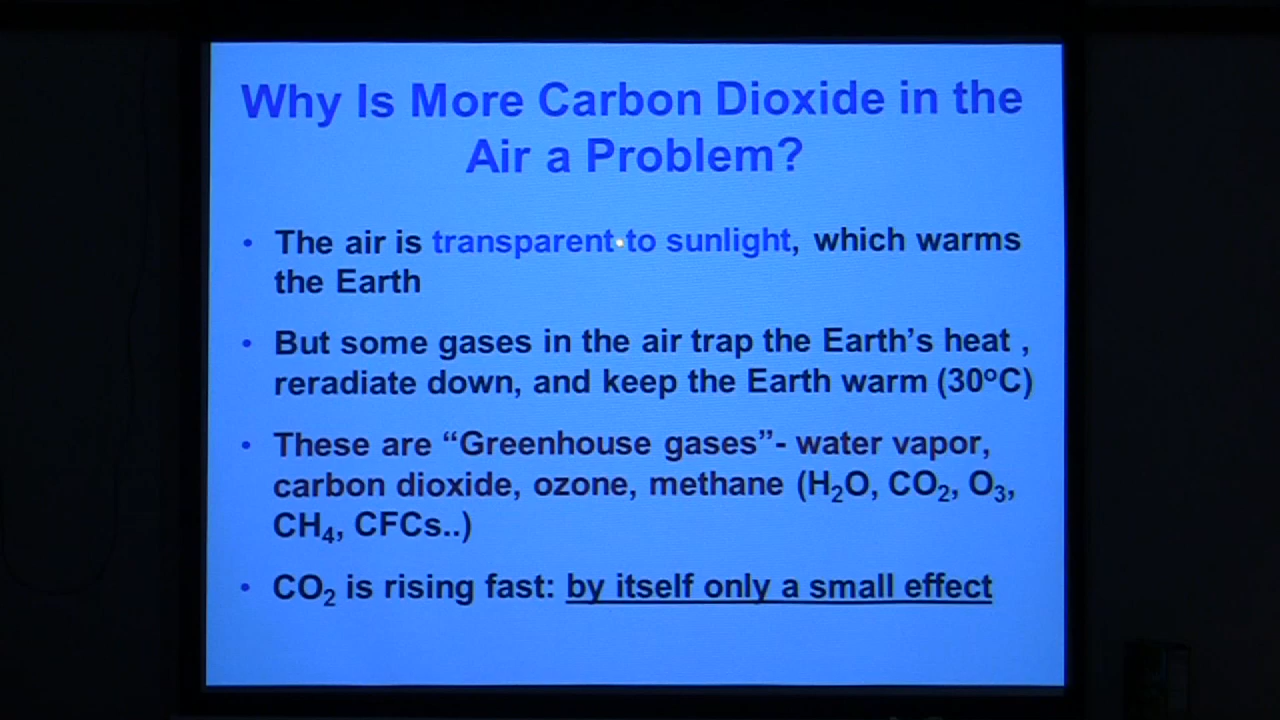 Why Is More Carbon Dioxide in the
Air a Problem?
• The air is transparent to sunlight, which warms
the Earth
• But some gases in the air trap the Earth’s heat ,
reradiate down, and keep the Earth warm (30°C)
• These are “Greenhouse gases”- water vapor,
carbon dioxide, ozone, methane (H₂O, CO₂, O₃,
CH₄, CFCs..)
• CO₂ is rising fast: by itself only a small effect